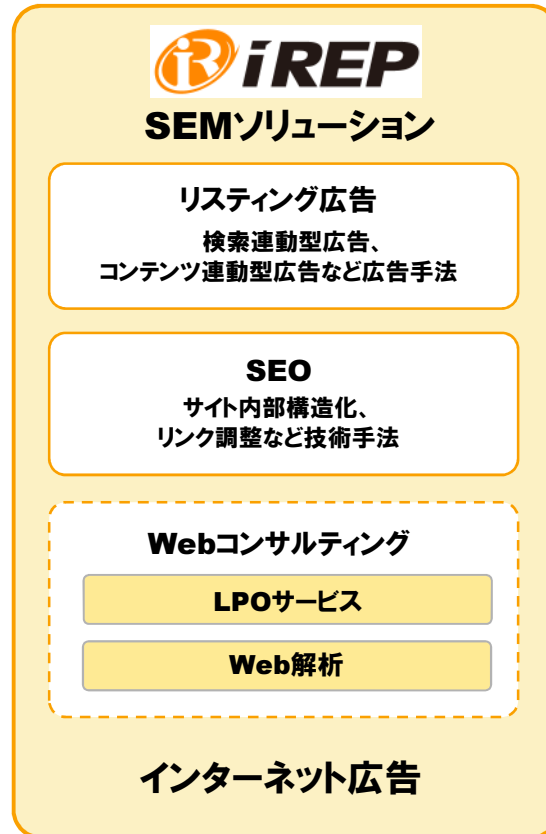 iREP
SEMソリューション
リスティング広告
検索連動型広告、
コンテンツ連動型広告など広告手法
SEO
サイト内部構造化、
リンク調整など技術手法
Webコンサルティング
LPOサービス
Web解析
インターネット広告